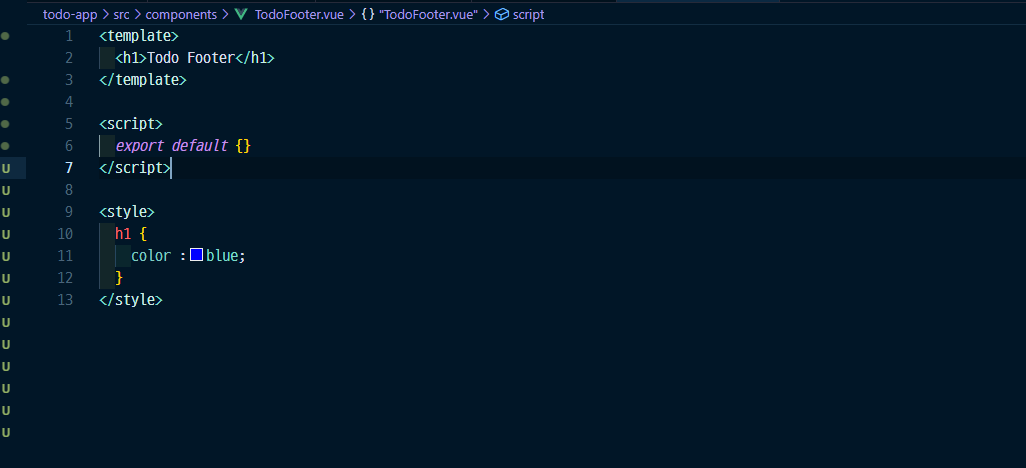 todo-app > src > components > TodoFooter.vue > {} "TodoFooter.vue" > script
1 <template>
2 <h1>Todo Footer</h1>
3 </template>
4
5 <script>
6 export default {}
U 7 </script>
U 8
U 9 <style>
U 10 h1 {
U 11 color : blue;
U 12 }
U 13 </style>
U
U
U
U
U
U